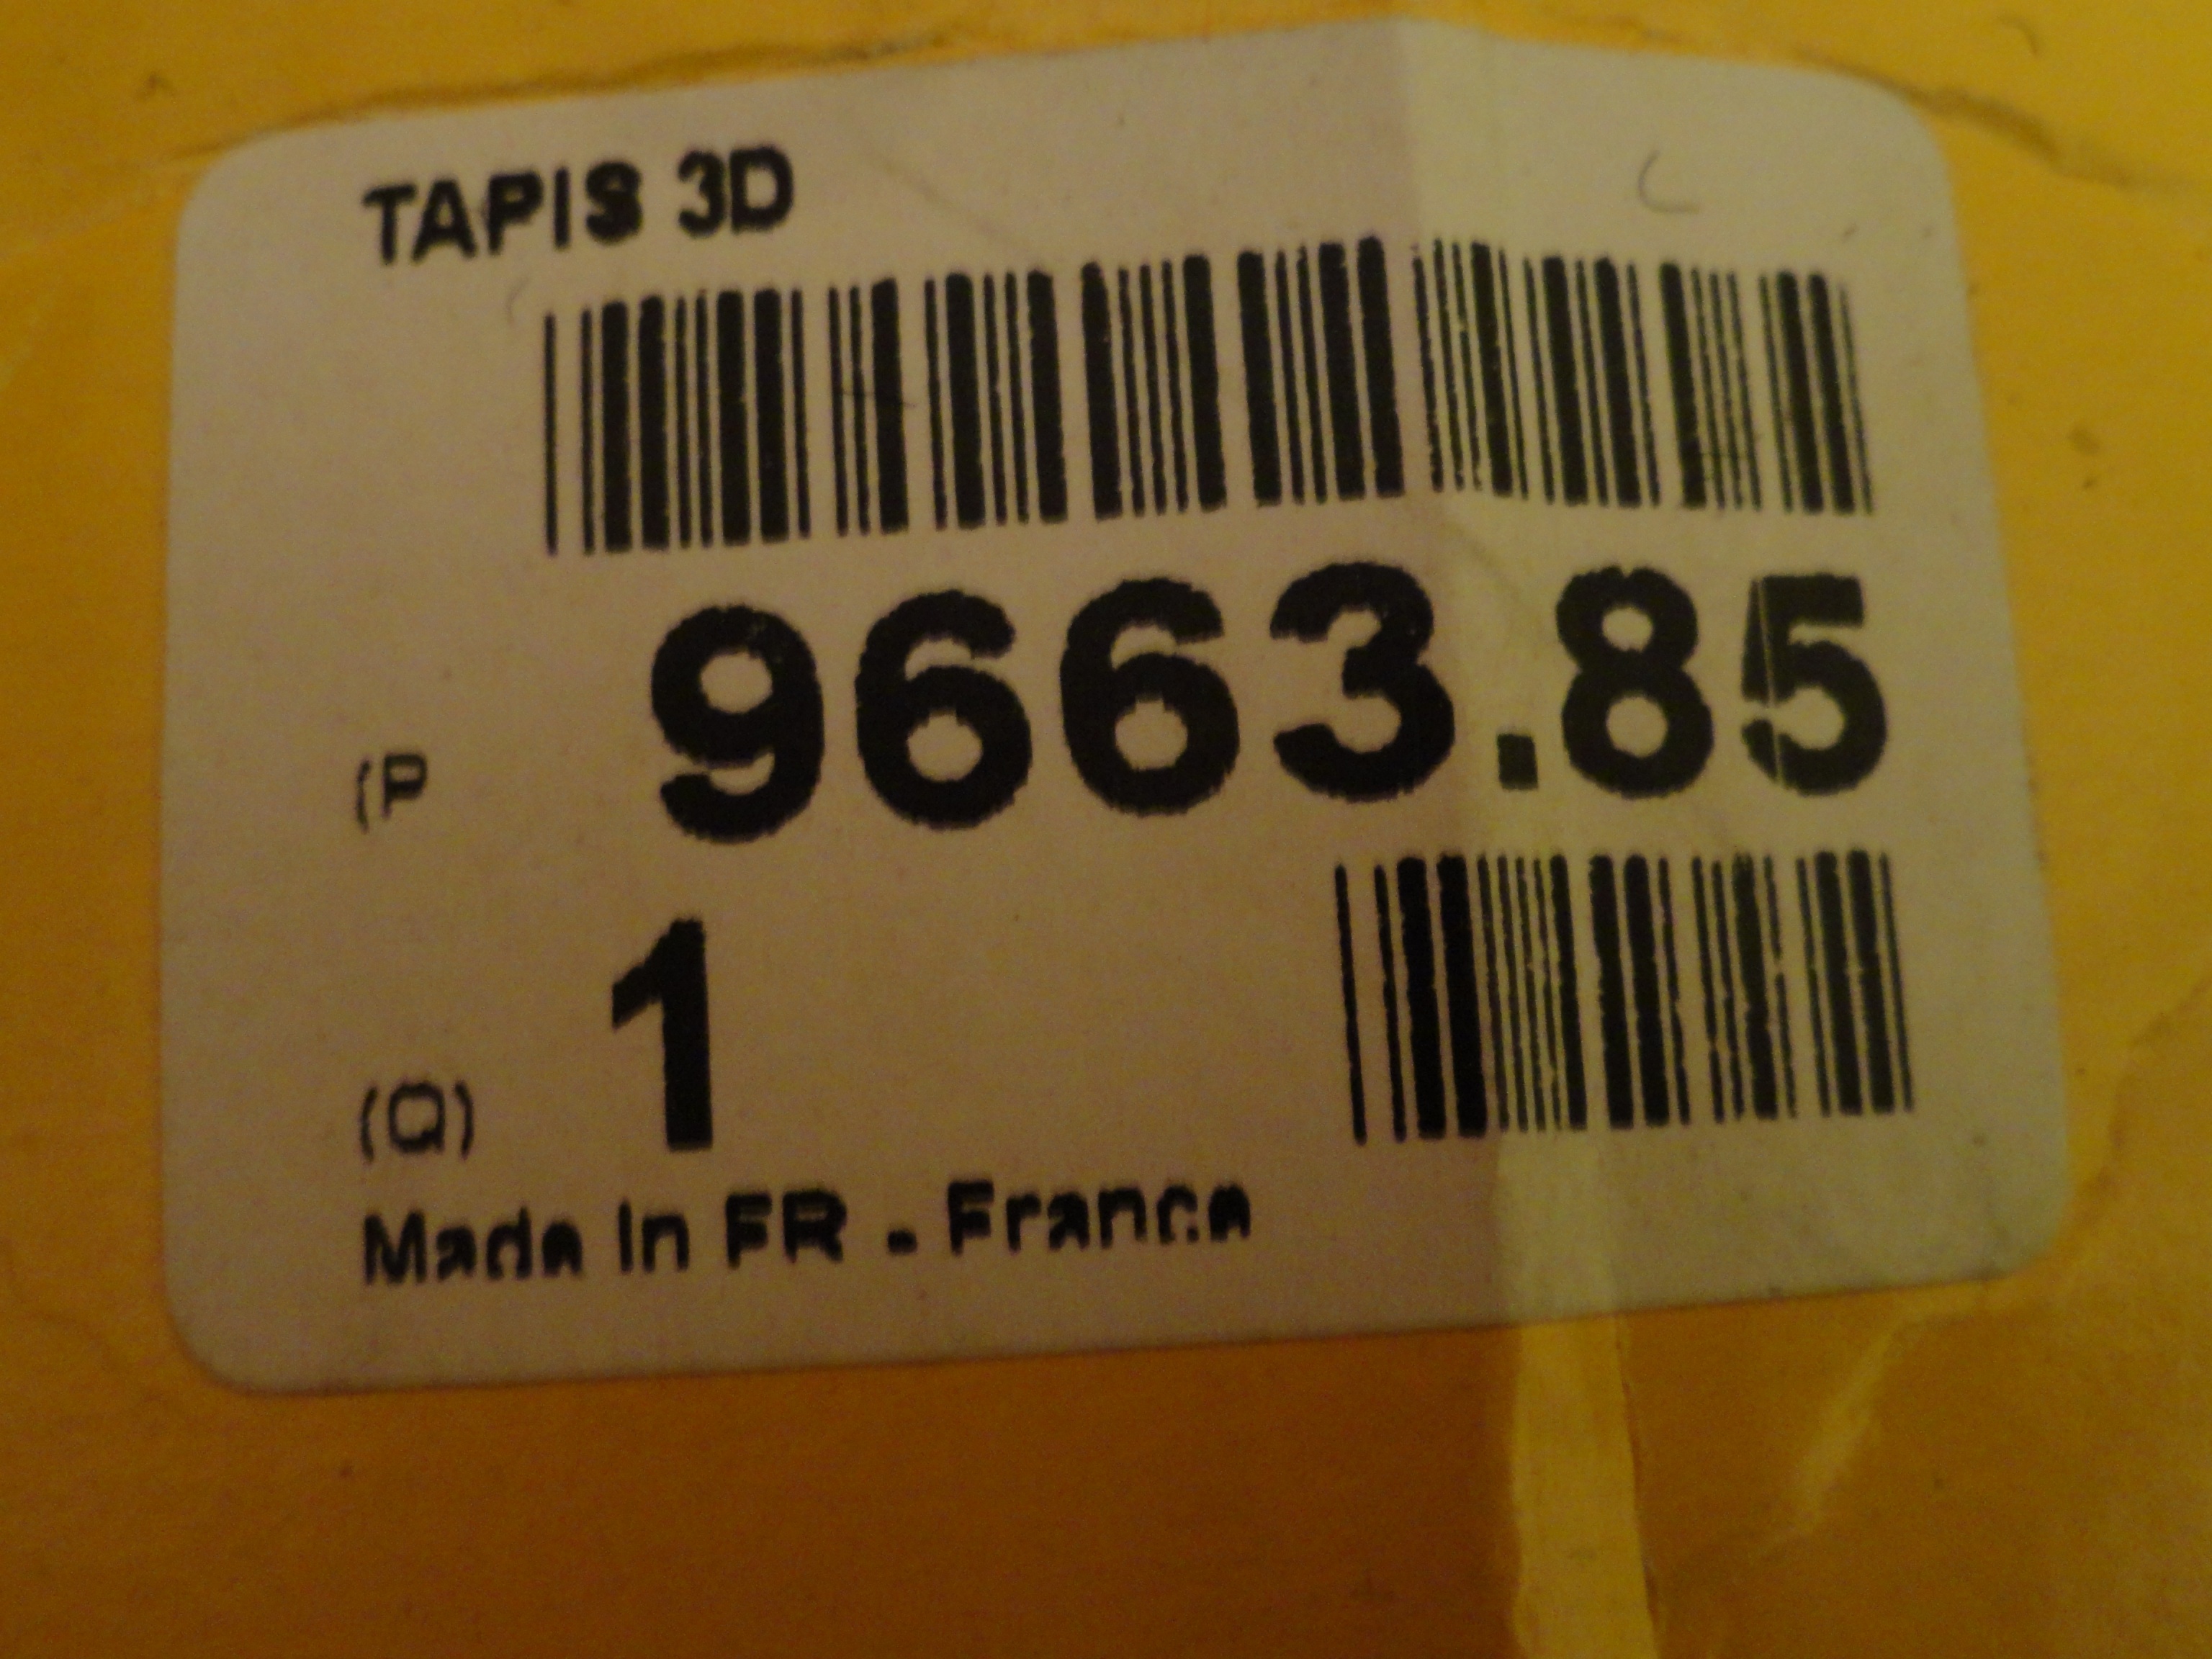 TAPIS 3D
(P 9663.85
(Q) 1
Made In FR - France